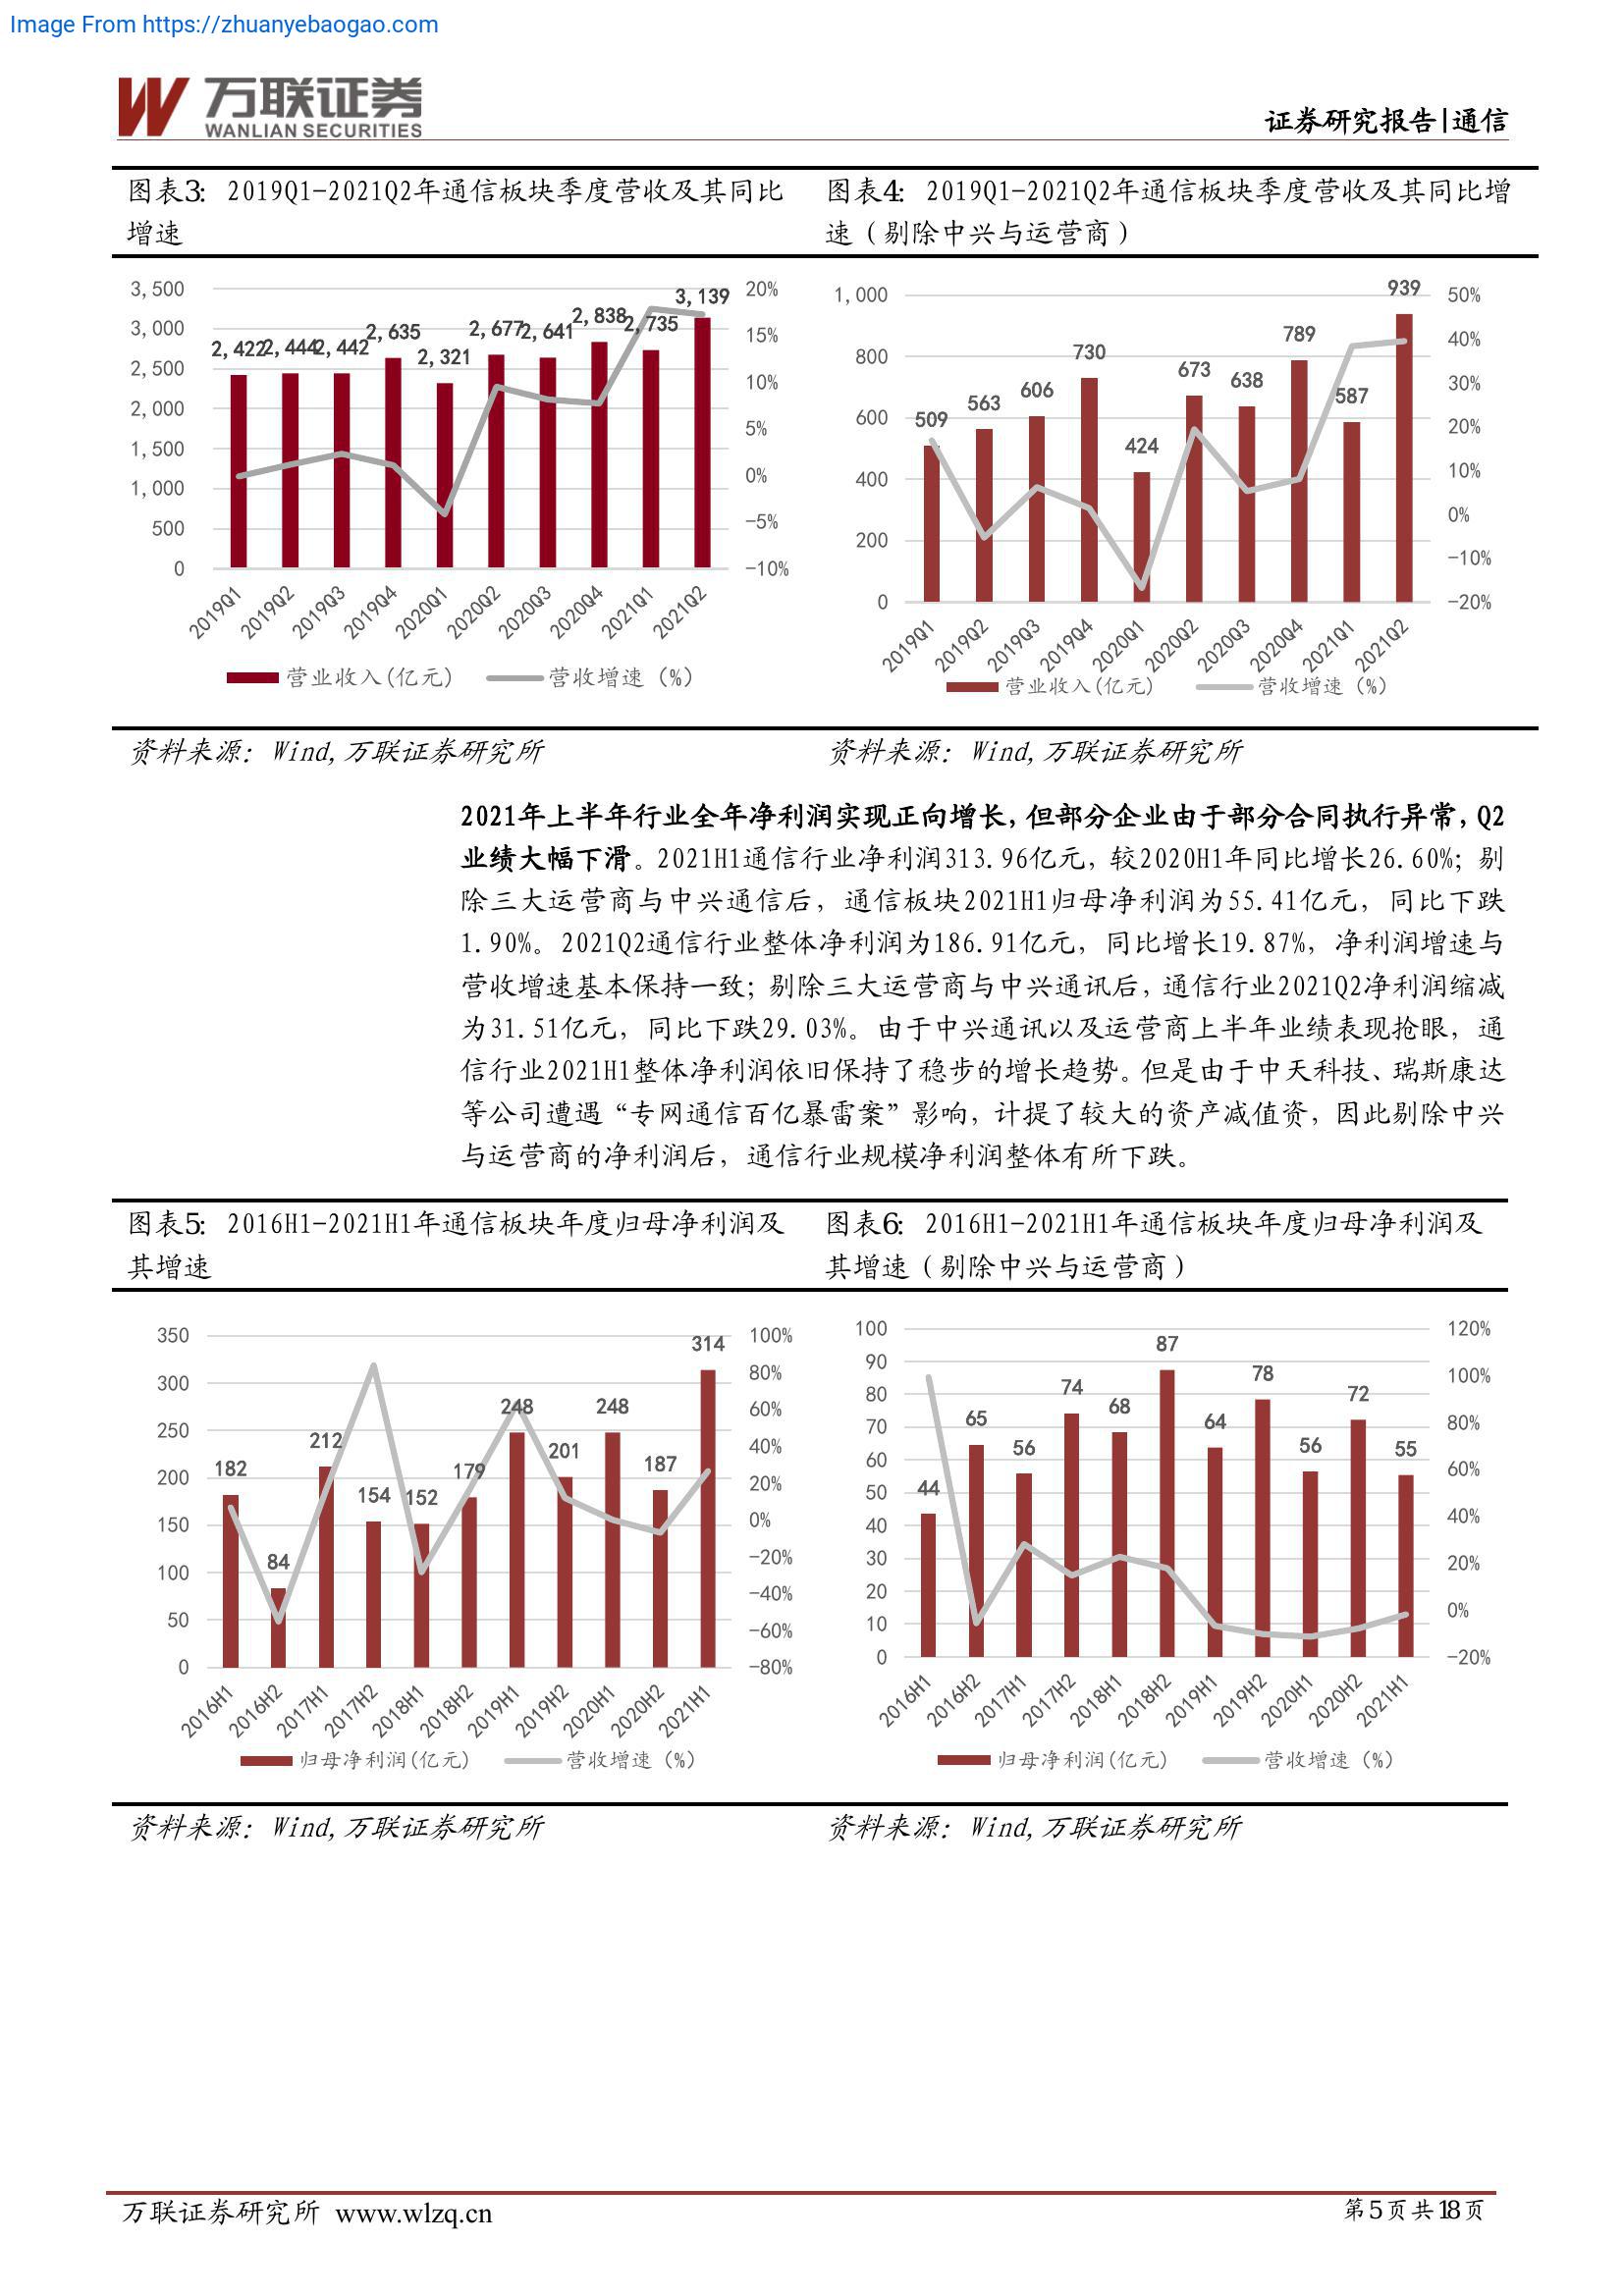 Image From https://zhuanyebaogao.com
万联证券
WANLIAN SECURITIES
证券研究报告|通信
图表3: 2019Q1-2021Q2年通信板块季度营收及其同比
增速
3,500
3,000
2,500
2,000
1,500
1,000
500
0
20%
15%
10%
5%
0%
-5%
-10%
2,422
2,444
2,442
2,635
2,321
2,677
2,641
2,838
2,735
3,139
2019Q1
2019Q2
2019Q3
2019Q4
2020Q1
2020Q2
2020Q3
2020Q4
2021Q1
2021Q2
营业收入(亿元)
营收增速 (%)
资料来源: Wind,万联证券研究所
图表4: 2019Q1-2021Q2年通信板块季度营收及其同比增
速（剔除中兴与运营商）
1,000
800
600
400
200
0
50%
40%
30%
20%
10%
0%
-10%
-20%
509
563
606
730
424
673
638
789
587
939
2019Q1
2019Q2
2019Q3
2019Q4
2020Q1
2020Q2
2020Q3
2020Q4
2021Q1
2021Q2
营业收入(亿元)
营收增速 (%)
资料来源: Wind,万联证券研究所
2021年上半年行业全年净利润实现正向增长，但部分企业由于部分合同执行异常，Q2
业绩大幅下滑。2021H1通信行业净利润313.96亿元，较2020H1年同比增长26.60%；剔
除三大运营商与中兴通信后，通信板块2021H1归母净利润为55.41亿元，同比下跌
1.90%。2021Q2通信行业整体净利润为186.91亿元，同比增长19.87%，净利润增速与
营收增速基本保持一致；剔除三大运营商与中兴通讯后，通信行业2021Q2净利润缩减
为31.51亿元，同比下跌29.03%。由于中兴通讯以及运营商上半年业绩表现抢眼，通
信行业2021H1整体净利润依旧保持了稳步的增长趋势。但是由于中天科技、瑞斯康达
等公司遭遇“专网通信百亿暴雷案”影响，计提了较大的资产减值资，因此剔除中兴
与运营商的净利润后，通信行业规模净利润整体有所下跌。
图表5: 2016H1-2021H1年通信板块年度归母净利润及
其增速
350
300
250
200
150
100
50
0
100%
80%
60%
40%
20%
0%
-20%
-40%
-60%
-80%
182
84
212
154
152
179
248
201
248
187
314
2016H1
2016H2
2017H1
2017H2
2018H1
2018H2
2019H1
2019H2
2020H1
2020H2
2021H1
归母净利润(亿元)
营收增速 (%)
资料来源: Wind,万联证券研究所
图表6: 2016H1-2021H1年通信板块年度归母净利润及
其增速（剔除中兴与运营商）
100
90
80
70
60
50
40
30
20
10
0
120%
100%
80%
60%
40%
20%
0%
-20%
44
65
56
74
68
87
64
78
56
72
55
2016H1
2016H2
2017H1
2017H2
2018H1
2018H2
2019H1
2019H2
2020H1
2020H2
2021H1
归母净利润(亿元)
营收增速 (%)
资料来源: Wind,万联证券研究所
万联证券研究所 www.wlzq.cn
第5页共18页